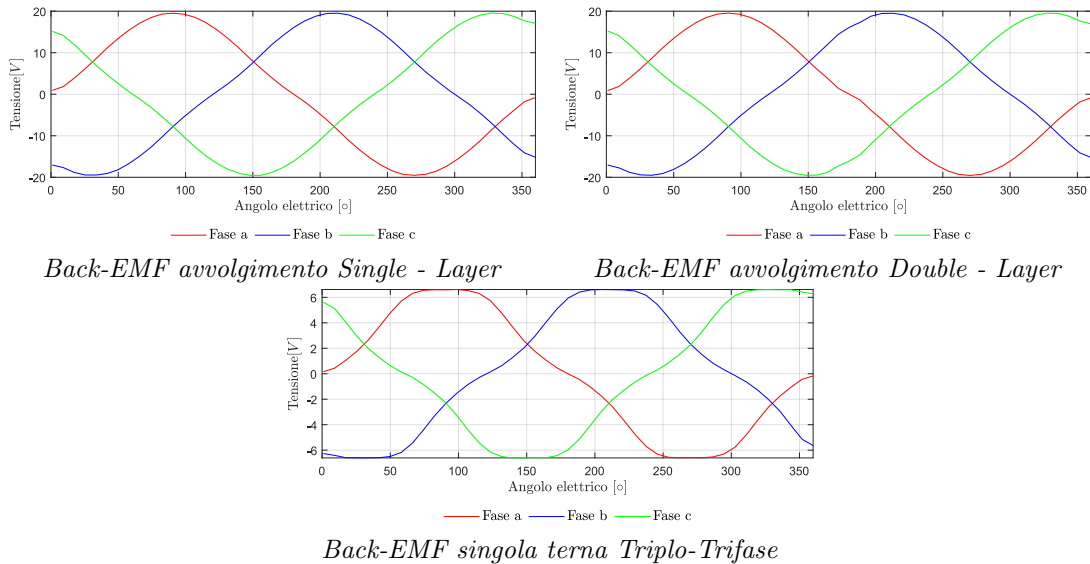 20
10
0
-10
-20
Tensione[V]
0 50 100 150 200 250 300 350
Angolo elettrico [∘]
Fase a Fase b Fase c
Back-EMF avvolgimento Single - Layer
20
10
0
-10
-20
Tensione[V]
0 50 100 150 200 250 300 350
Angolo elettrico [∘]
Fase a Fase b Fase c
Back-EMF avvolgimento Double - Layer
6
4
2
0
-2
-4
-6
Tensione[V]
0 50 100 150 200 250 300 350
Angolo elettrico [∘]
Fase a Fase b Fase c
Back-EMF singola terna Triplo-Trifase